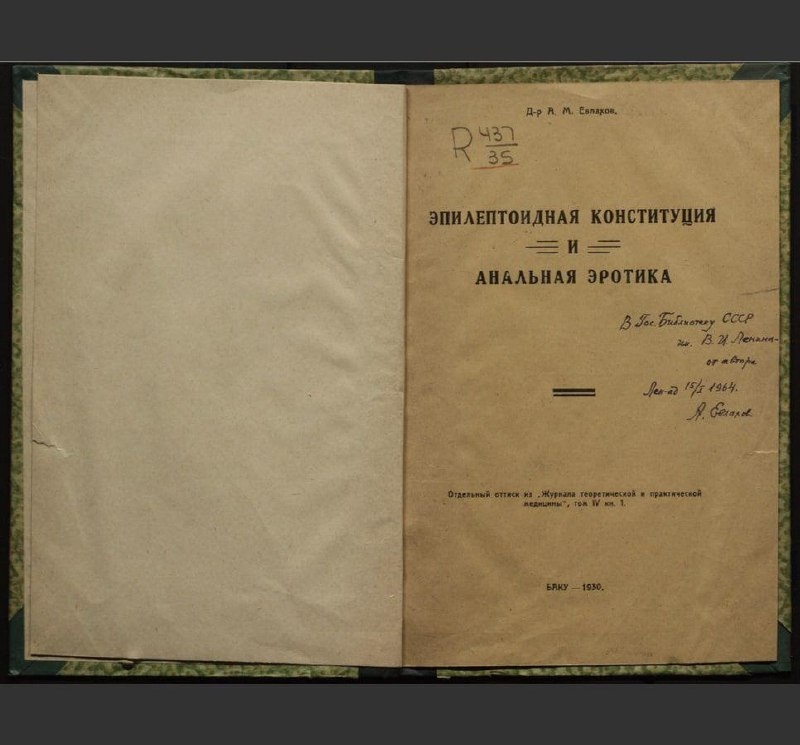 Д-р А. М. Евлахов.
R 437
35
ЭПИЛЕПТОИДНАЯ КОНСТИТУЦИЯ
И
АНАЛЬНАЯ ЭРОТИКА
В Гос. Библиотеку СССР
им. В. И. Ленина-
от автора
Лен-ад 15/I 1964.
А. Евлахов
Отдельный оттиск из „Журнала теоретической и практической
медицины", том IV кн. 1.
БАКУ — 1930.